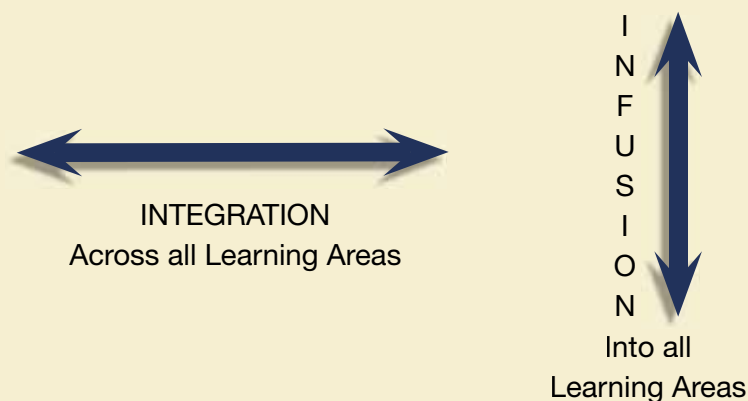 INTEGRATION
Across all Learning Areas
I
N
F
U
S
I
O
N
Into all
Learning Areas